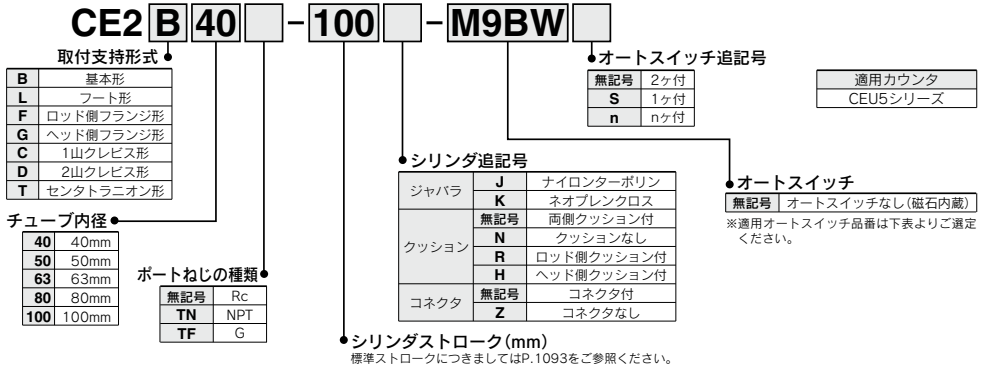 CE2 B 40 - 100 - M9BW
取付支持形式
B 基本形
L フート形
F ロッド側フランジ形
G ヘッド側フランジ形
C 1山クレビス形
D 2山クレビス形
T センタトラニオン形
チューブ内径
40 40mm
50 50mm
63 63mm
80 80mm
100 100mm
ポートねじの種類
無記号 Rc
TN NPT
TF G
シリンダストローク(mm)
標準ストロークにつきましてはP.1093をご参照ください。
シリンダ追記号
ジャバラ J ナイロンターポリン
K ネオプレンクロス
クッション 無記号 両側クッション付
N クッションなし
R ロッド側クッション付
H ヘッド側クッション付
コネクタ 無記号 コネクタ付
Z コネクタなし
オートスイッチ追記号
無記号 2ヶ付
S 1ヶ付
n nヶ付
オートスイッチ
無記号 オートスイッチなし(磁石内蔵)
※適用オートスイッチ品番は下表よりご選定
ください。
適用カウンタ
CEU5シリーズ